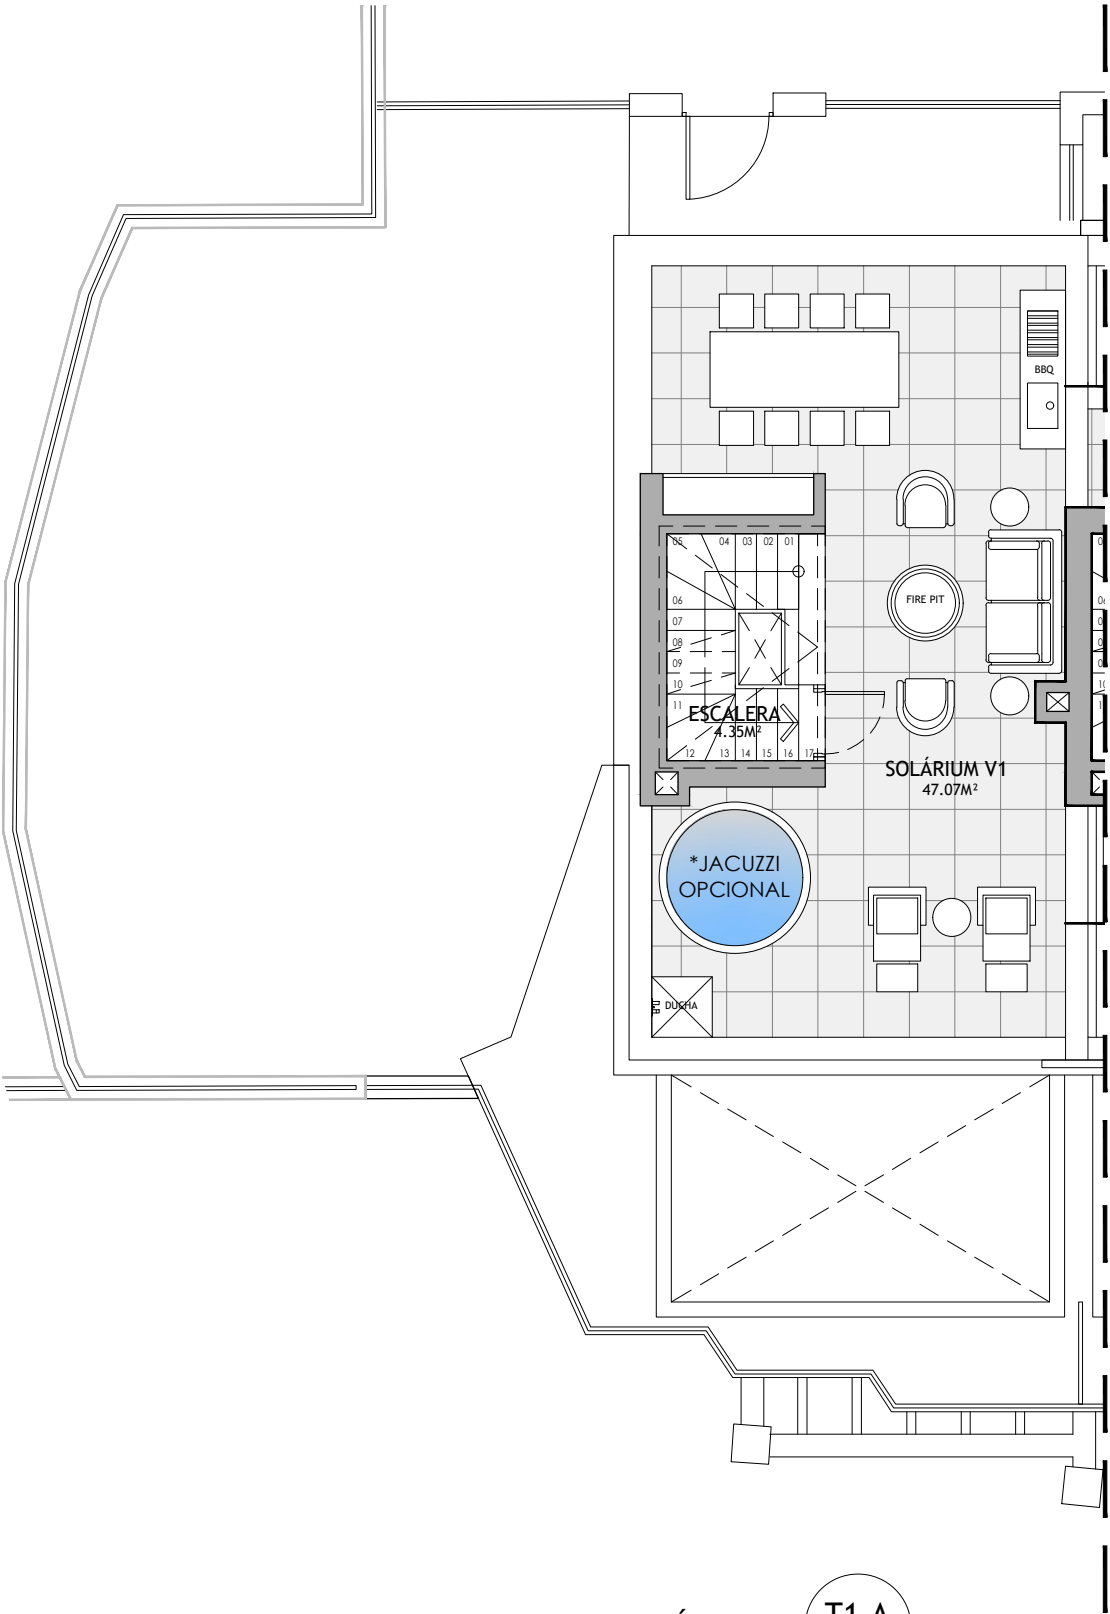 BBQ
05 04 03 02 01
06
07
08
09
10
11
12 13 14 15 16 17
FIRE PIT
ESCALERA
4.35M²
SOLÁRIUM V1
47.07M²
*JACUZZI
OPCIONAL
DUCHA
T1 A